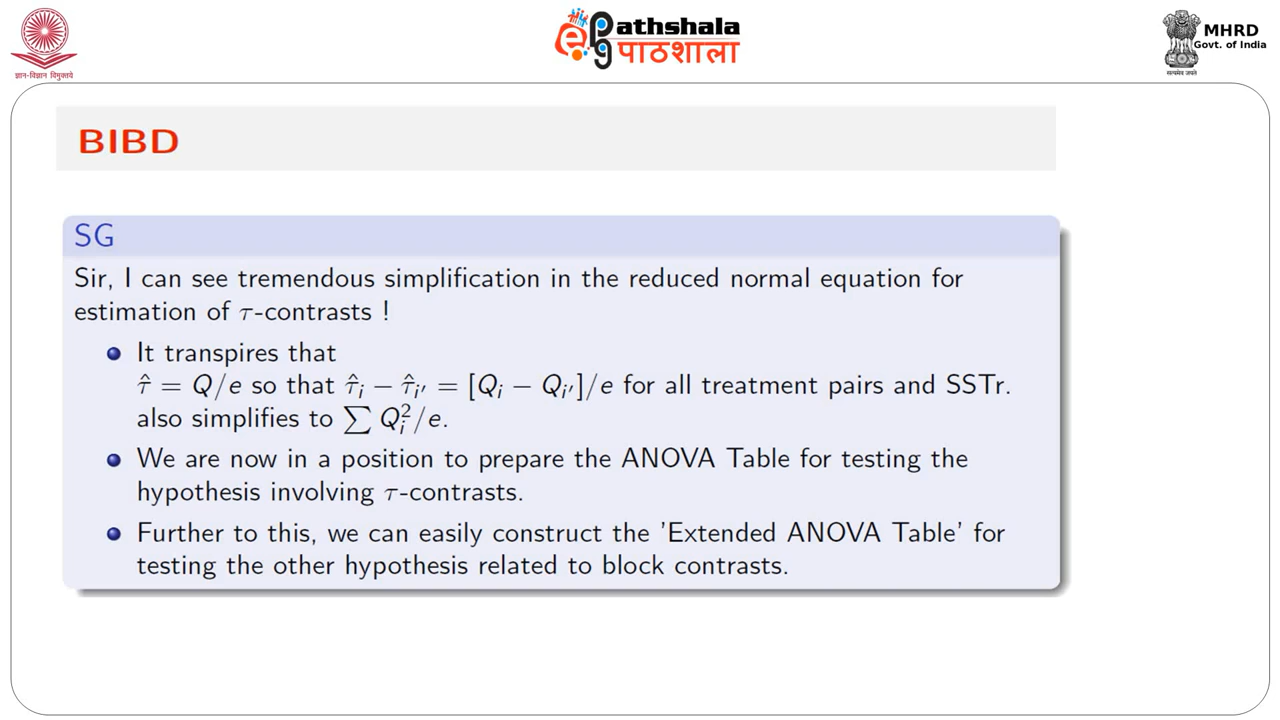 ज्ञान-विज्ञान विमुक्तये
ePG Pathshala
पाठशाला
MHRD
Govt. of India
सत्यमेव जयते
BIBD
SG
Sir, I can see tremendous simplification in the reduced normal equation for
estimation of τ-contrasts !
It transpires that
τ̂ = Q/e so that τ̂ᵢ − τ̂ᵢ′ = [Qᵢ − Qᵢ′]/e for all treatment pairs and SSTr.
also simplifies to ∑ Qᵢ²/e.
We are now in a position to prepare the ANOVA Table for testing the
hypothesis involving τ-contrasts.
Further to this, we can easily construct the 'Extended ANOVA Table' for
testing the other hypothesis related to block contrasts.